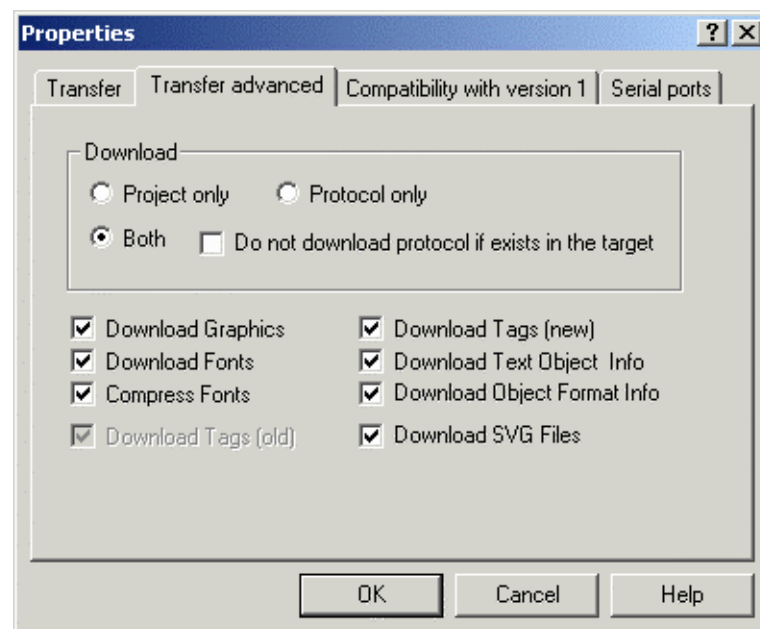 Properties
Transfer Transfer advanced Compatibility with version 1 Serial ports
Download
Project only Protocol only
Both Do not download protocol if exists in the target
Download Graphics Download Tags (new)
Download Fonts Download Text Object Info
Compress Fonts Download Object Format Info
Download Tags (old) Download SVG Files
OK Cancel Help